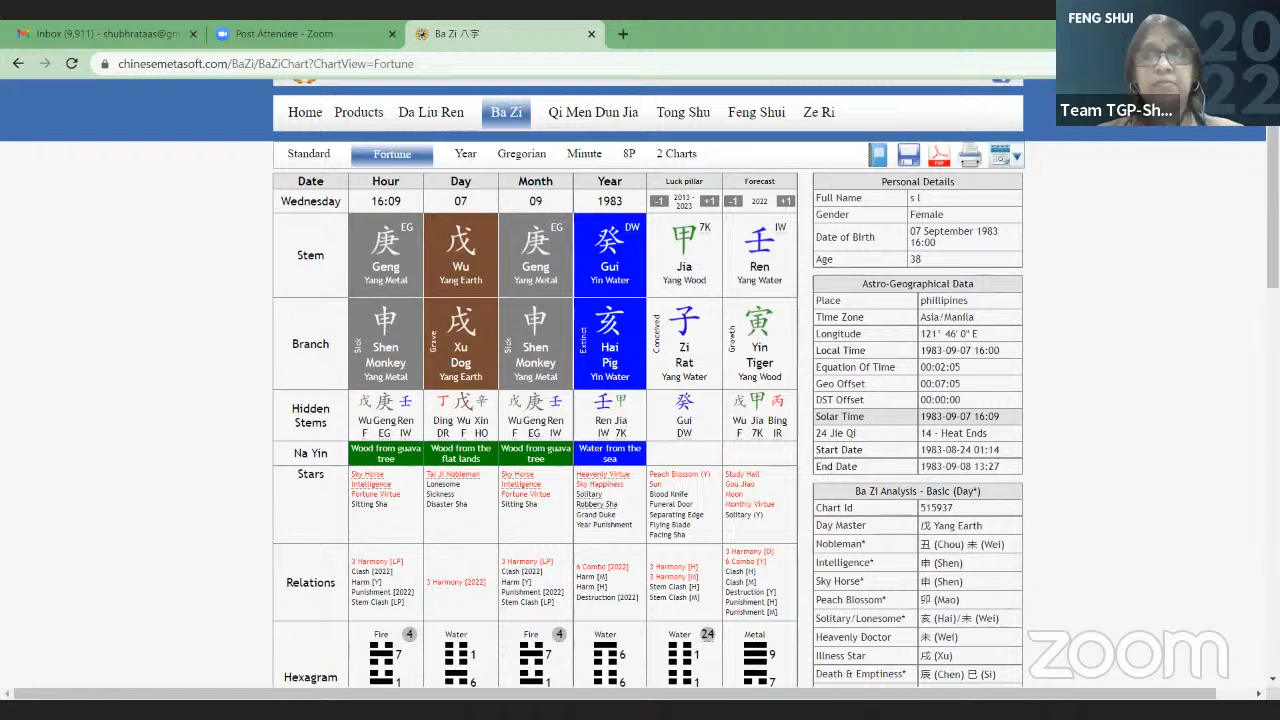 FENG SHUI
2022
Team TGP-Sh...
Inbox (9,911) - shubhrataas@gm
Post Attendee - Zoom
Ba Zi 八字
chinesemetasoft.com/BaZi/BaZiChart?ChartView=Fortune
Home Products Da Liu Ren Ba Zi Qi Men Dun Jia Tong Shu Feng Shui Ze Ri
Standard Fortune Year Gregorian Minute 8P 2 Charts
PDF
Date Hour Day Month Year Luck pillar Forecast
Wednesday 16:09 07 09 1983 -1 2013 - 2023 +1 -1 2022 +1
Stem
庚 EG
Geng
Yang Metal
戊
Wu
Yang Earth
庚 EG
Geng
Yang Metal
癸 DW
Gui
Yin Water
甲 7K
Jia
Yang Wood
壬 IW
Ren
Yang Water
Branch
Sick
申
Shen
Monkey
Yang Metal
Grave
戌
Xu
Dog
Yang Earth
Sick
申
Shen
Monkey
Yang Metal
Extinct
亥
Hai
Pig
Yin Water
Conceived
子
Zi
Rat
Yang Water
Growth
寅
Yin
Tiger
Yang Wood
Hidden
Stems
戊 庚 壬
Wu Geng Ren
F EG IW
丁 戊 辛
Ding Wu Xin
DR F HO
戊 庚 壬
Wu Geng Ren
F EG IW
壬 甲
Ren Jia
IW 7K
癸
Gui
DW
戊 甲 丙
Wu Jia Bing
F 7K IR
Na Yin
Wood from guava
tree
Wood from the
flat lands
Wood from guava
tree
Water from the
sea
Stars
Sky Horse
Intelligence
Fortune Virtue
Sitting Sha
Tai Ji Nobleman
Lonesome
Sickness
Disaster Sha
Sky Horse
Intelligence
Fortune Virtue
Sitting Sha
Heavenly Virtue
Sky Happiness
Solitary
Robbery Sha
Grand Duke
Year Punishment
Peach Blossom (Y)
Sun
Blood Knife
Funeral Door
Separating Edge
Flying Blade
Facing Sha
Study Hall
Gou Jiao
Moon
Monthly Virtue
Solitary (Y)
Relations
3 Harmony [LP]
Clash [2022]
Harm [Y]
Punishment [2022]
Stem Clash [LP]
3 Harmony [2022]
3 Harmony [LP]
Clash [2022]
Harm [Y]
Punishment [2022]
Stem Clash [LP]
6 Combo [2022]
Harm [M]
Harm [H]
Destruction [2022]
3 Harmony [H]
3 Harmony [M]
Stem Clash [H]
Stem Clash [M]
3 Harmony [D]
6 Combo [Y]
Clash [H]
Clash [M]
Destruction [Y]
Punishment [H]
Punishment [M]
Hexagram
Fire 4
7
1
Water
1
6
Fire 4
7
1
Water
6
6
Water 24
1
1
Metal
9
7
Personal Details
Full Name s l
Gender Female
Date of Birth 07 September 1983
16:00
Age 38
Astro-Geographical Data
Place phillipines
Time Zone Asia/Manila
Longitude 121° 46' 0" E
Local Time 1983-09-07 16:00
Equation Of Time 00:02:05
Geo Offset 00:07:05
DST Offset 00:00:00
Solar Time 1983-09-07 16:09
24 Jie Qi 14 - Heat Ends
Start Date 1983-08-24 01:14
End Date 1983-09-08 13:27
Ba Zi Analysis - Basic (Day*)
Chart Id 515937
Day Master 戊 Yang Earth
Nobleman* 丑 (Chou) 未 (Wei)
Intelligence* 申 (Shen)
Sky Horse* 申 (Shen)
Peach Blossom* 卯 (Mao)
Solitary/Lonesome* 亥 (Hai)/未 (Wei)
Heavenly Doctor 未 (Wei)
Illness Star 戌 (Xu)
Death & Emptiness* 辰 (Chen) 巳 (Si)
zoom